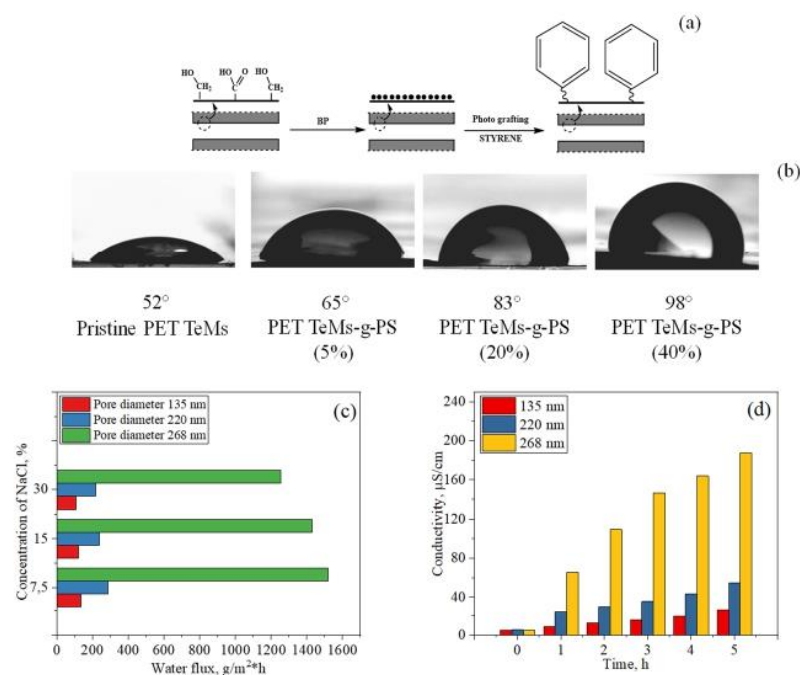 (a)
HO
CH2
HO
O
C
HO
CH2
BP
Photo grafting
STYRENE
(b)
52°
Pristine PET TeMs
65°
PET TeMs-g-PS
(5%)
83°
PET TeMs-g-PS
(20%)
98°
PET TeMs-g-PS
(40%)
(c)
Pore diameter 135 nm
Pore diameter 220 nm
Pore diameter 268 nm
Concentration of NaCl, %
30
15
7,5
0 200 400 600 800 1000 1200 1400 1600
Water flux, g/m²*h
(d)
135 nm
220 nm
268 nm
Conductivity, µS/cm
240
200
160
120
80
40
0
0 1 2 3 4 5
Time, h